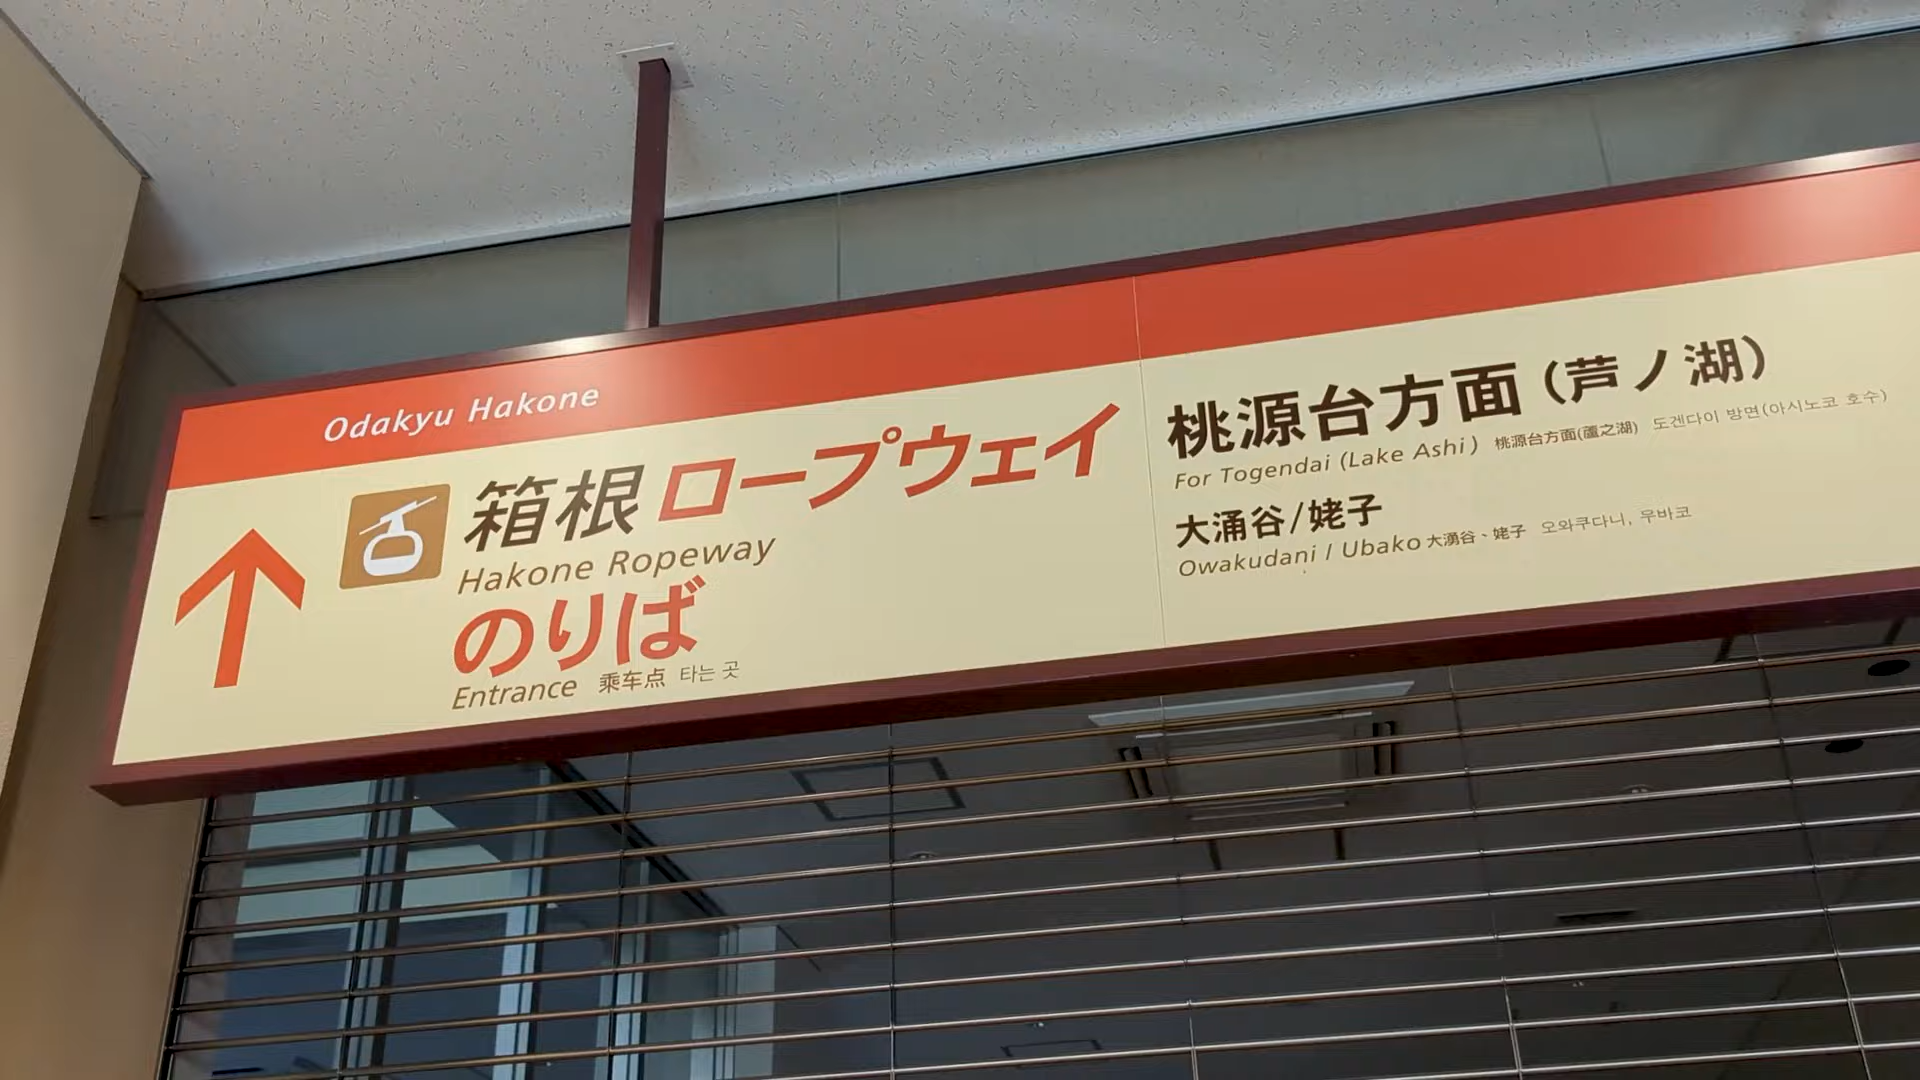 Odakyu Hakone
箱根ロープウェイ
Hakone Ropeway
のりば
Entrance 乘车点 타는 곳
桃源台方面（芦ノ湖）
For Togendai (Lake Ashi) 桃源台方面(蘆之湖) 도겐다이 방면(아시노코 호수)
大涌谷/姥子
Owakudani / Ubako 大湧谷、姥子 오와쿠다니, 우바코